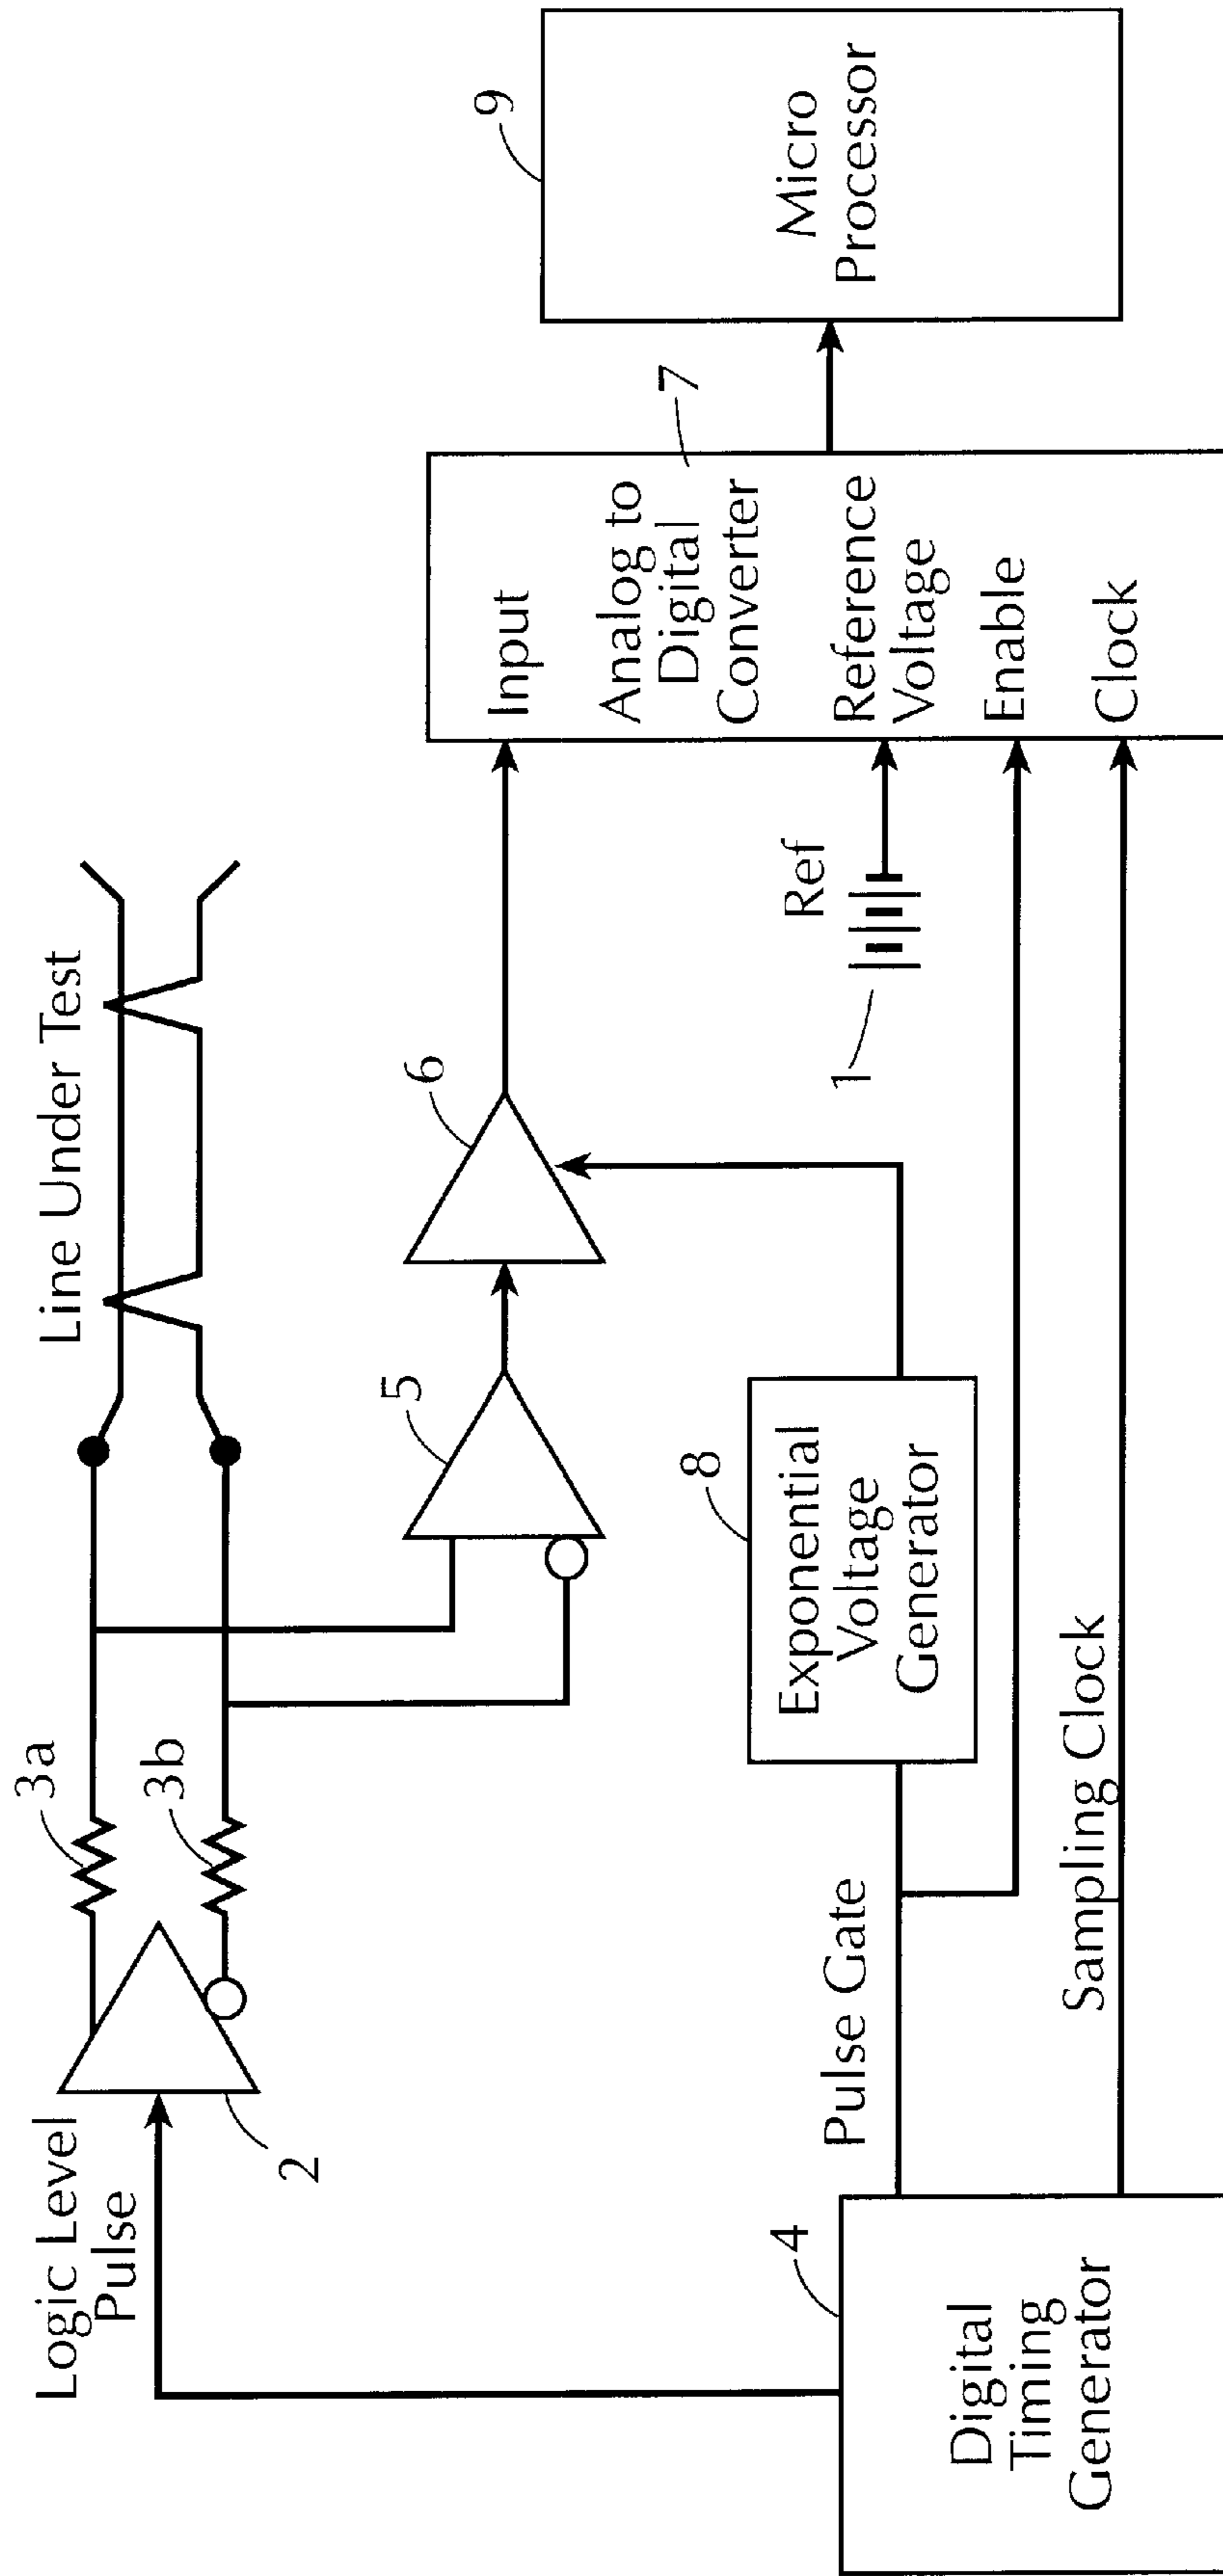 Line Under Test
Logic Level
Pulse
3a
3b
2
5
6
9
Micro
Processor
7
Input
Analog to
Digital
Converter
Reference
Voltage
Enable
Clock
Ref
1
8
Exponential
Voltage
Generator
Pulse Gate
Sampling Clock
4
Digital
Timing
Generator